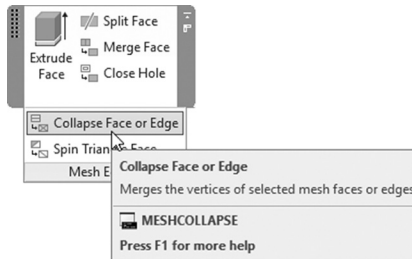 Split Face
Merge Face
Close Hole
Extrude
Face
Collapse Face or Edge
Spin Face
Mesh
Collapse Face or Edge
Merges the vertices of selected mesh faces or edges
MESHCOLLAPSE
Press F1 for more help